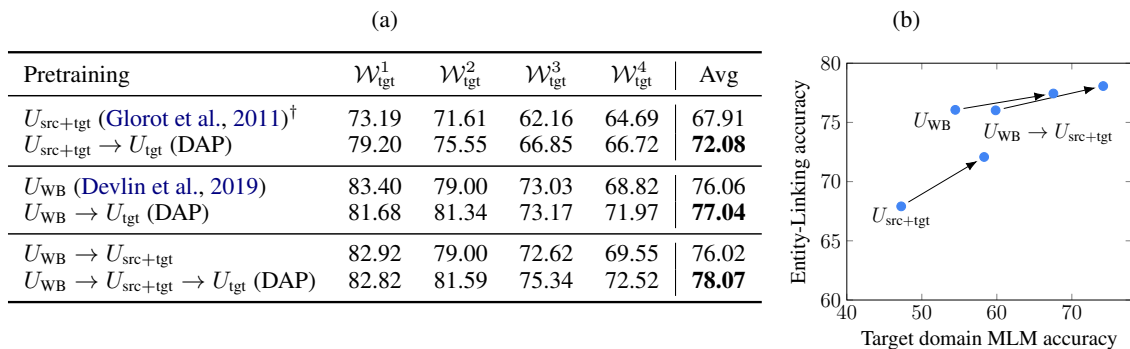 (a)
Pretraining W¹tgt W²tgt W³tgt W⁴tgt Avg
Usrc+tgt (Glorot et al., 2011)† 73.19 71.61 62.16 64.69 67.91
Usrc+tgt → Utgt (DAP) 79.20 75.55 66.85 66.72 72.08
UWB (Devlin et al., 2019) 83.40 79.00 73.03 68.82 76.06
UWB → Utgt (DAP) 81.68 81.34 73.17 71.97 77.04
UWB → Usrc+tgt 82.92 79.00 72.62 69.55 76.02
UWB → Usrc+tgt → Utgt (DAP) 82.82 81.59 75.34 72.52 78.07
(b)
Entity-Linking accuracy
80
75
70
65
60
UWB
UWB → Usrc+tgt
Usrc+tgt
40 50 60 70
Target domain MLM accuracy